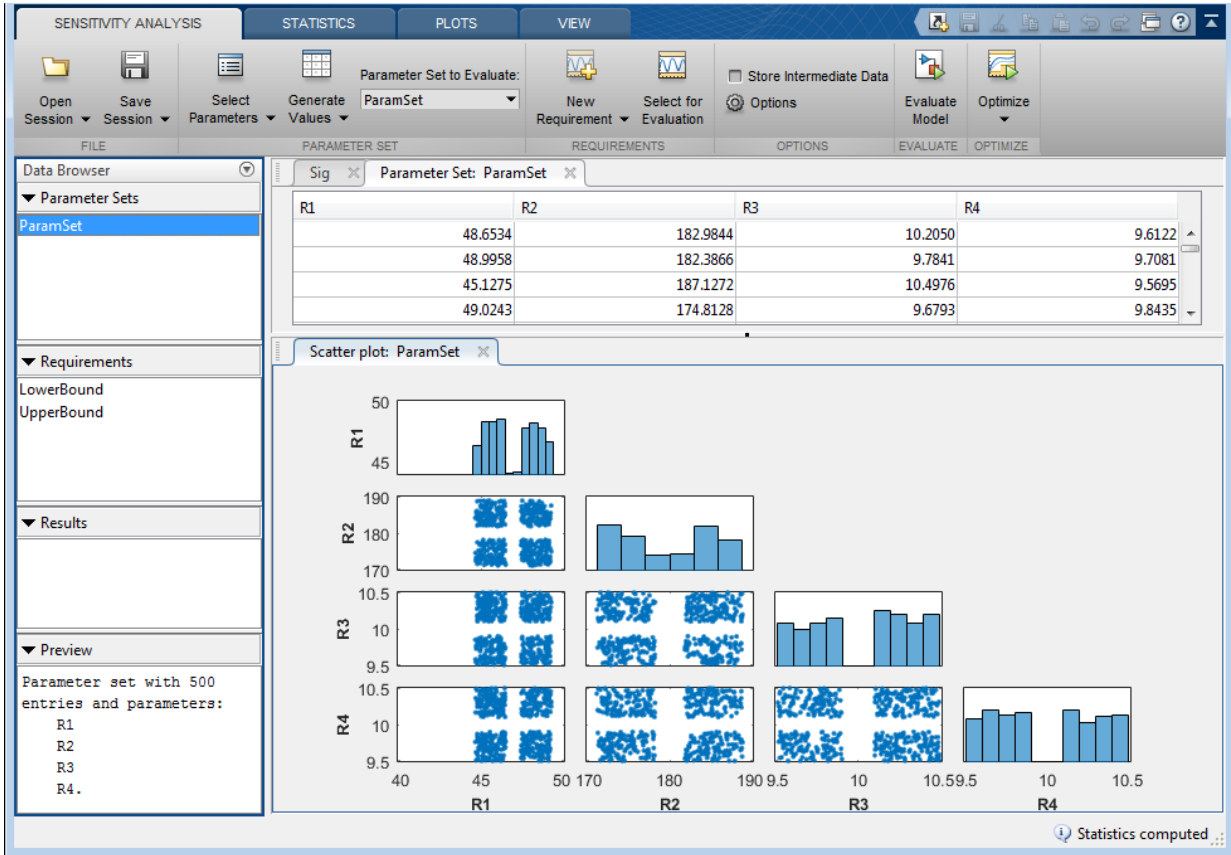 SENSITIVITY ANALYSIS STATISTICS PLOTS VIEW
Open Session Save Session Select Parameters Generate Values Parameter Set to Evaluate: ParamSet New Requirement Select for Evaluation Store Intermediate Data Options Evaluate Model Optimize
FILE PARAMETER SET REQUIREMENTS OPTIONS EVALUATE OPTIMIZE
Data Browser
Parameter Sets
ParamSet
Requirements
LowerBound
UpperBound
Results
Preview
Parameter set with 500
entries and parameters:
R1
R2
R3
R4.
Sig Parameter Set: ParamSet
R1 R2 R3 R4
48.6534 182.9844 10.2050 9.6122
48.9958 182.3866 9.7841 9.7081
45.1275 187.1272 10.4976 9.5695
49.0243 174.8128 9.6793 9.8435
Scatter plot: ParamSet
50
R1
45
190
R2
180
170
10.5
R3
10
9.5
10.5
R4
10
9.5
40 45 50 170 180 190 9.5 10 10.5 9.5 10 10.5
R1 R2 R3 R4
Statistics computed